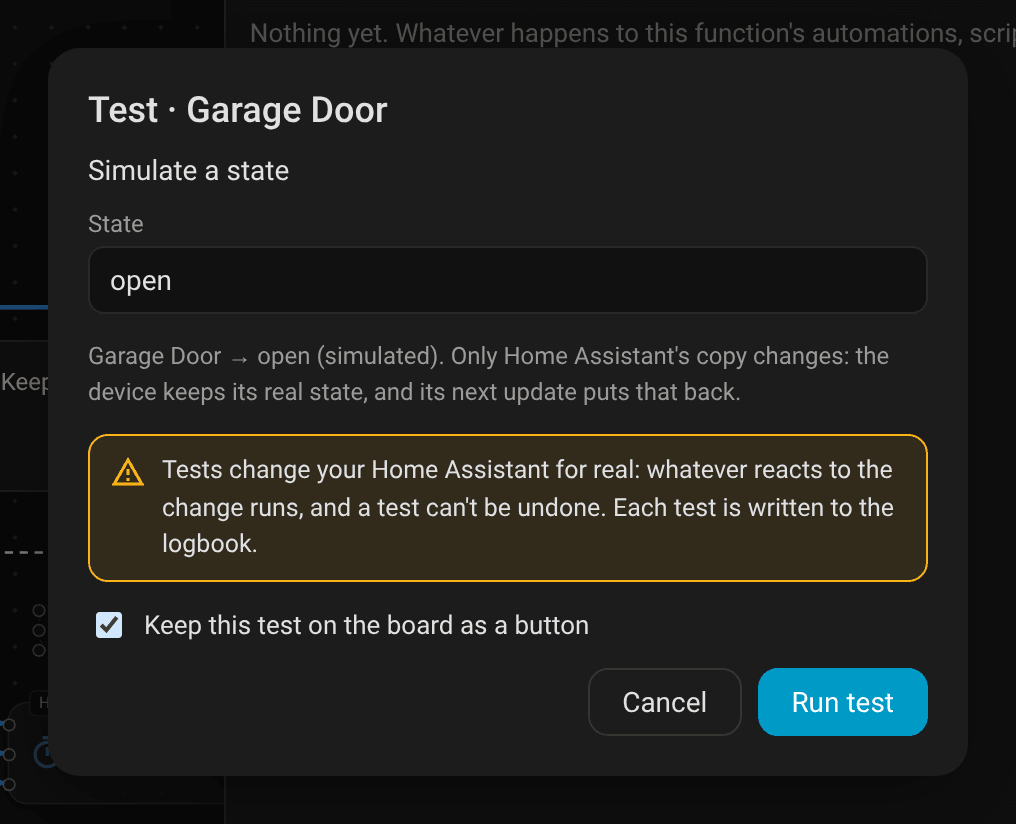 Nothing yet. Whatever happens to this function's automations,
Test · Garage Door
Simulate a state
State
open
Garage Door → open (simulated). Only Home Assistant's copy changes: the
device keeps its real state, and its next update puts that back.
Keep
Tests change your Home Assistant for real: whatever reacts to the
change runs, and a test can't be undone. Each test is written to the
logbook.
Keep this test on the board as a button
Cancel
Run test